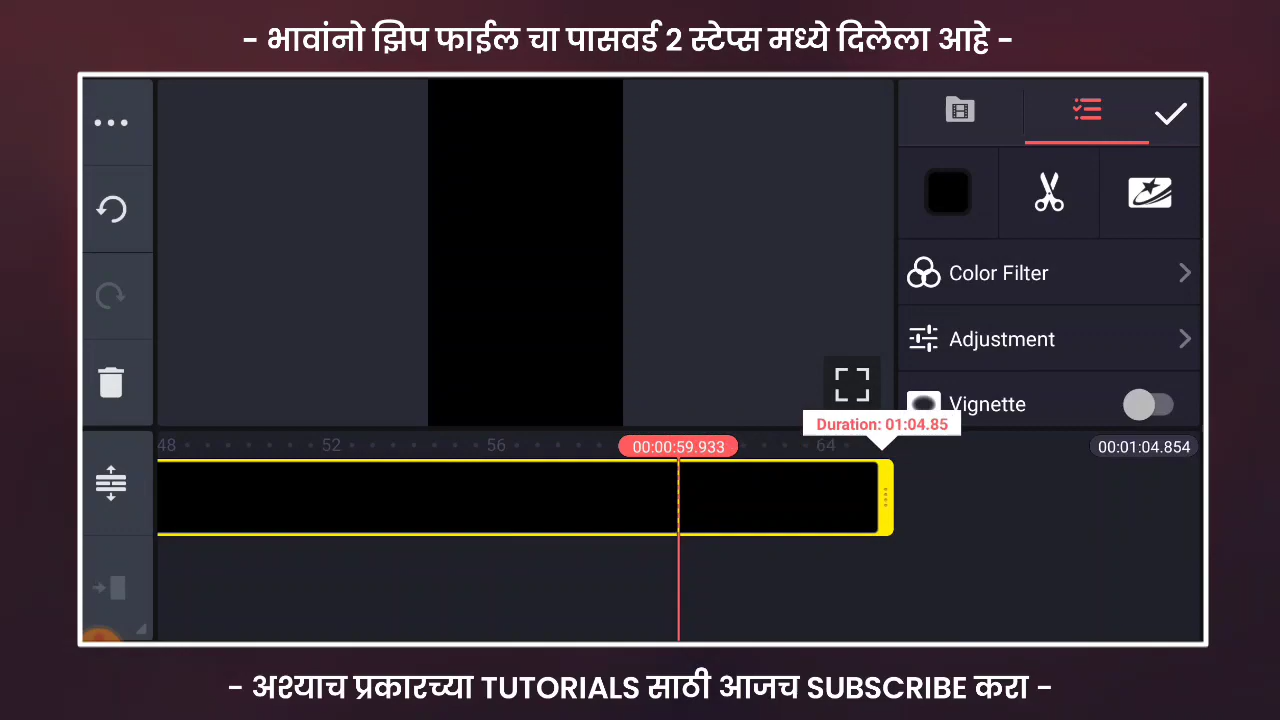 - भावांनो झिप फाईल चा पासवर्ड 2 स्टेप्स मध्ये दिलेला आहे -
Color Filter
Adjustment
Vignette
Duration: 01:04.85
48 52 56 00:00:59.933 64 00:01:04.854
- अश्याच प्रकारच्या TUTORIALS साठी आजच SUBSCRIBE करा -